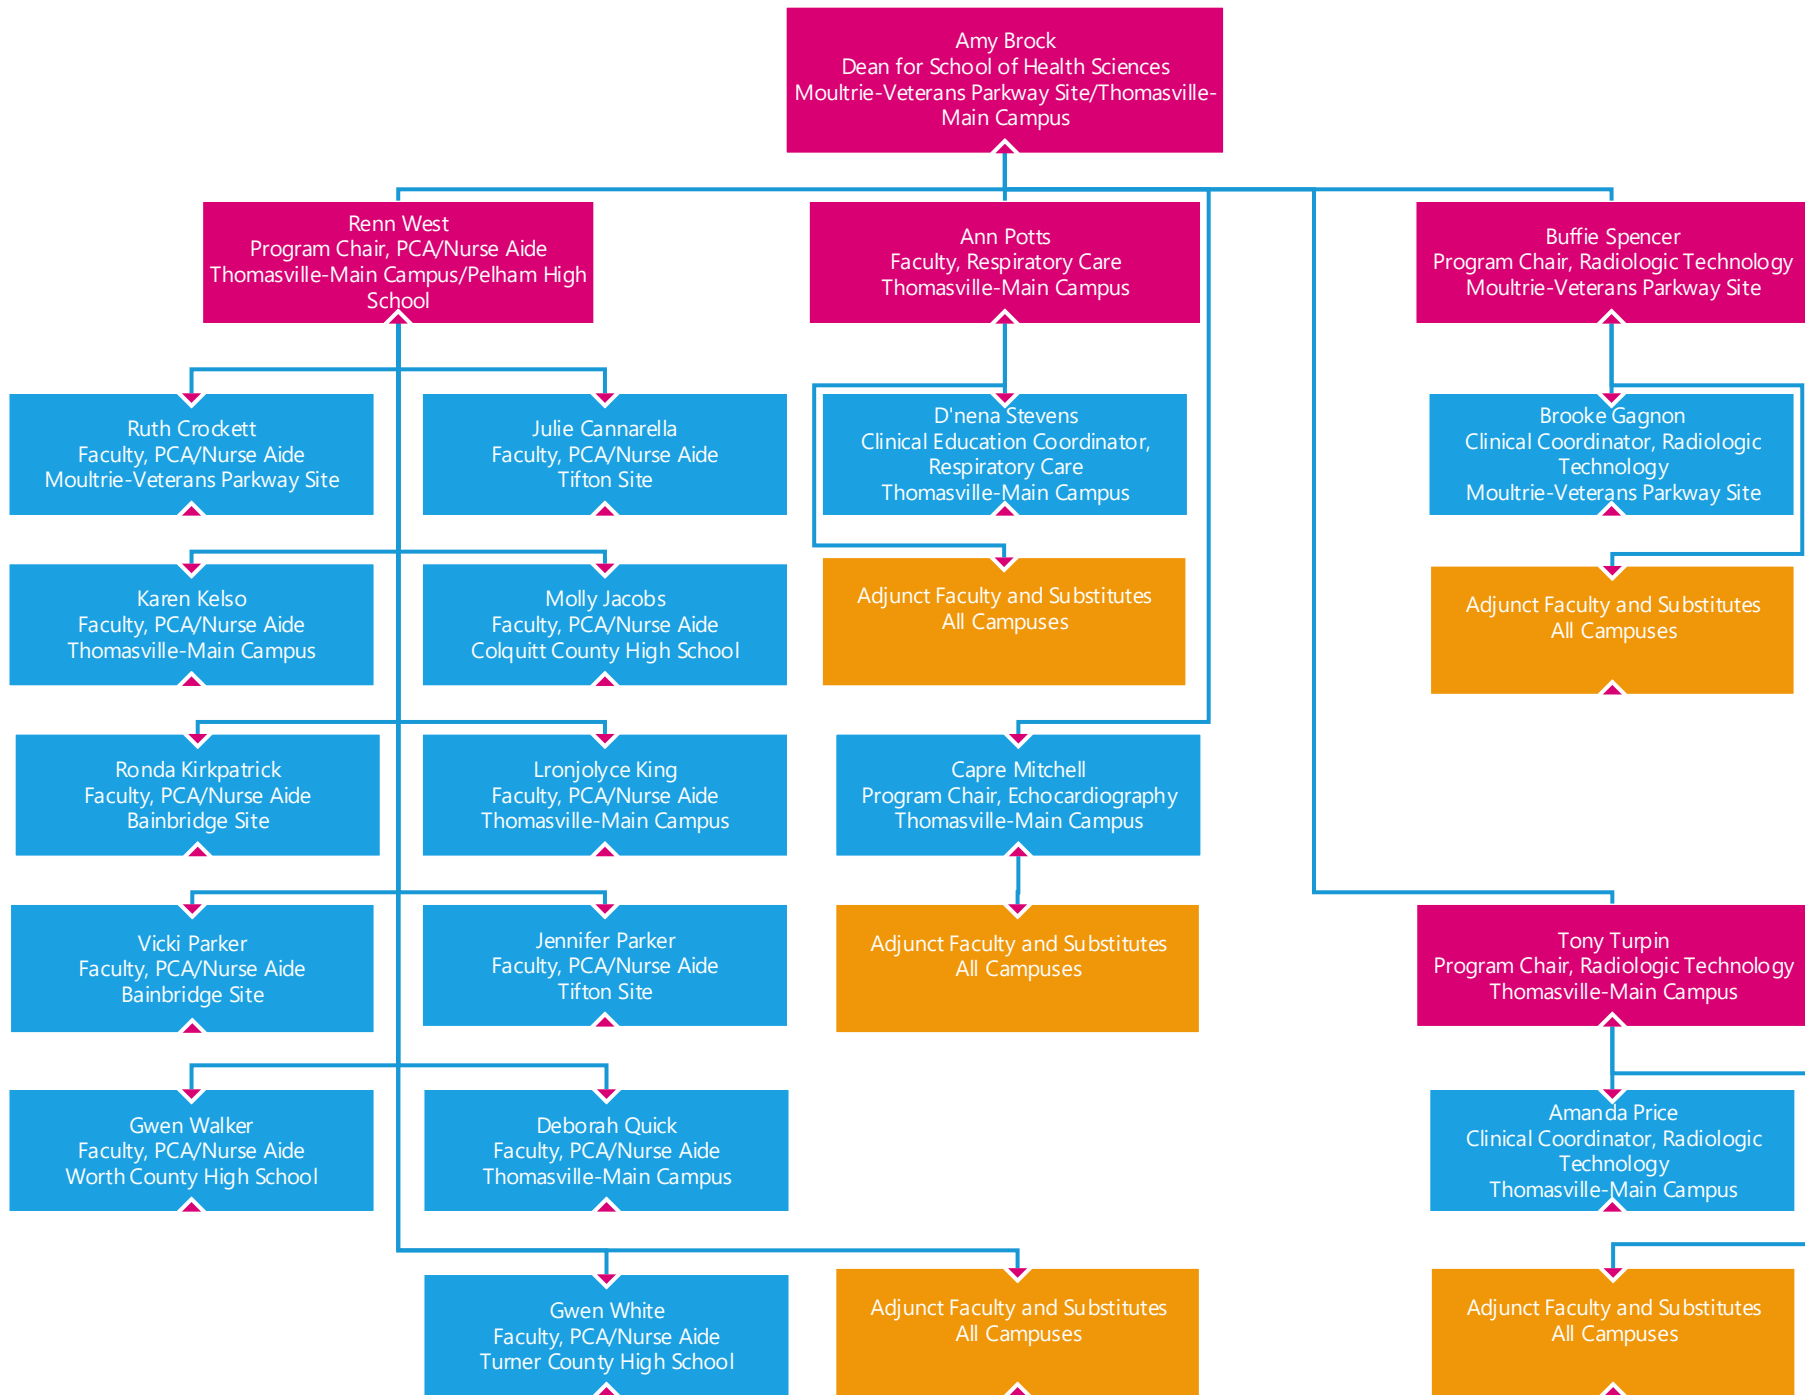 Amy Brock
Dean for School of Health Sciences
Moultrie-Veterans Parkway Site/Thomasville-
Main Campus
Renn West
Program Chair, PCA/Nurse Aide
Thomasville-Main Campus/Pelham High
School
Ann Potts
Faculty, Respiratory Care
Thomasville-Main Campus
Buffie Spencer
Program Chair, Radiologic Technology
Moultrie-Veterans Parkway Site
Ruth Crockett
Faculty, PCA/Nurse Aide
Moultrie-Veterans Parkway Site
Julie Cannarella
Faculty, PCA/Nurse Aide
Tifton Site
D'nena Stevens
Clinical Education Coordinator,
Respiratory Care
Thomasville-Main Campus
Brooke Gagnon
Clinical Coordinator, Radiologic
Technology
Moultrie-Veterans Parkway Site
Karen Kelso
Faculty, PCA/Nurse Aide
Thomasville-Main Campus
Molly Jacobs
Faculty, PCA/Nurse Aide
Colquitt County High School
Adjunct Faculty and Substitutes
All Campuses
Adjunct Faculty and Substitutes
All Campuses
Ronda Kirkpatrick
Faculty, PCA/Nurse Aide
Bainbridge Site
Lronjolyce King
Faculty, PCA/Nurse Aide
Thomasville-Main Campus
Capre Mitchell
Program Chair, Echocardiography
Thomasville-Main Campus
Vicki Parker
Faculty, PCA/Nurse Aide
Bainbridge Site
Jennifer Parker
Faculty, PCA/Nurse Aide
Tifton Site
Adjunct Faculty and Substitutes
All Campuses
Tony Turpin
Program Chair, Radiologic Technology
Thomasville-Main Campus
Gwen Walker
Faculty, PCA/Nurse Aide
Worth County High School
Deborah Quick
Faculty, PCA/Nurse Aide
Thomasville-Main Campus
Amanda Price
Clinical Coordinator, Radiologic
Technology
Thomasville-Main Campus
Gwen White
Faculty, PCA/Nurse Aide
Turner County High School
Adjunct Faculty and Substitutes
All Campuses
Adjunct Faculty and Substitutes
All Campuses